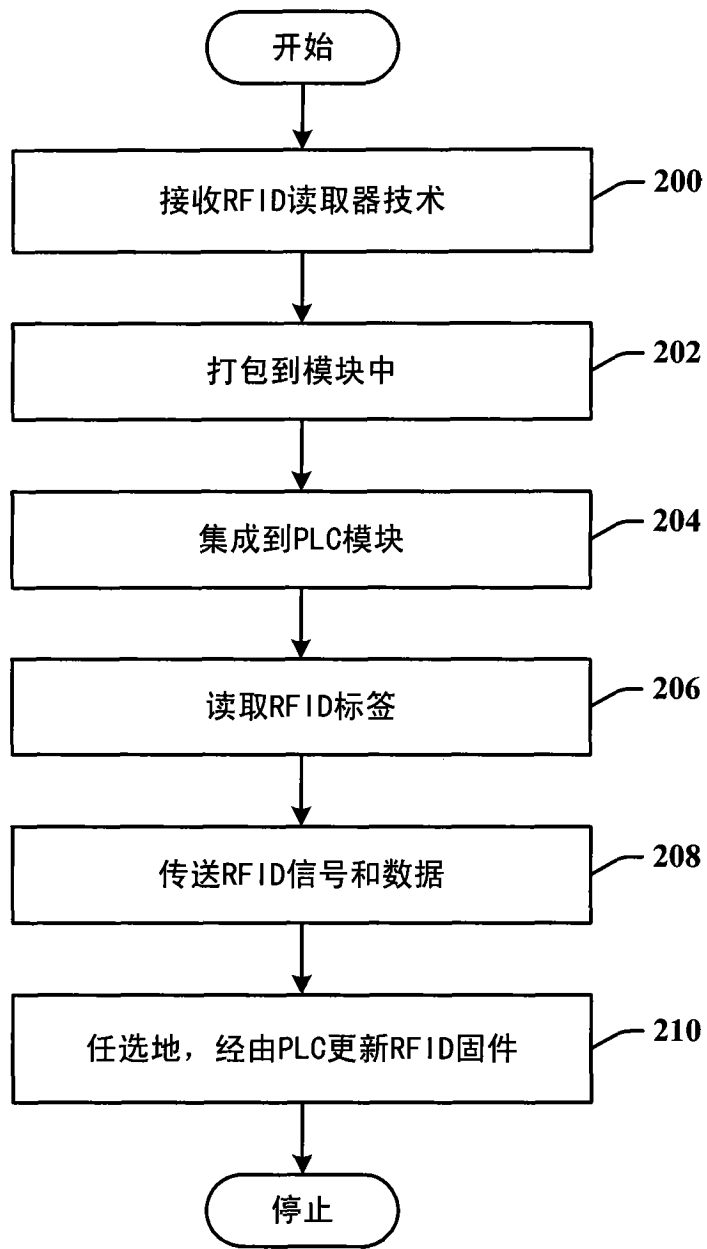 开始
接收RFID读取器技术
200
打包到模块中
202
集成到PLC模块
204
读取RFID标签
206
传送RFID信号和数据
208
任选地，经由PLC更新RFID固件
210
停止